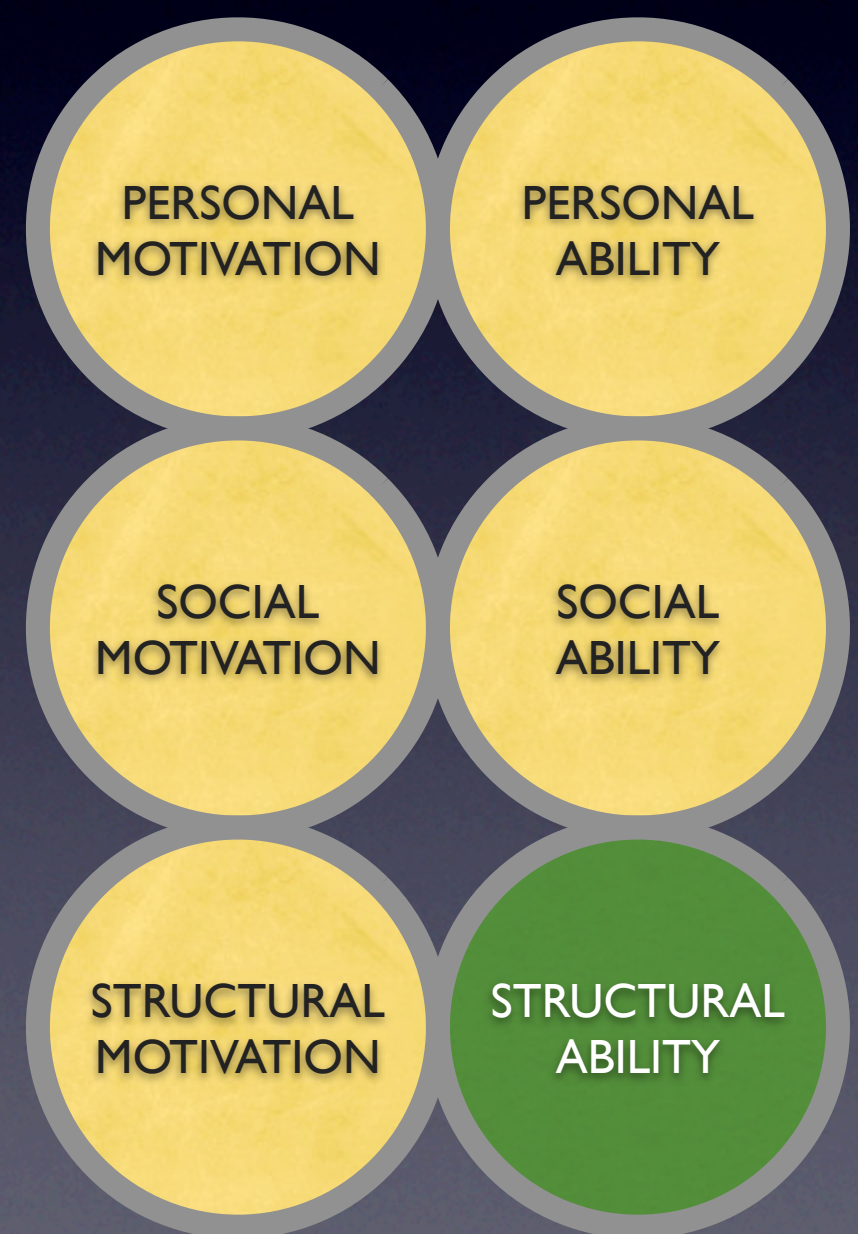 PERSONAL
MOTIVATION
PERSONAL
ABILITY
SOCIAL
MOTIVATION
SOCIAL
ABILITY
STRUCTURAL
MOTIVATION
STRUCTURAL
ABILITY